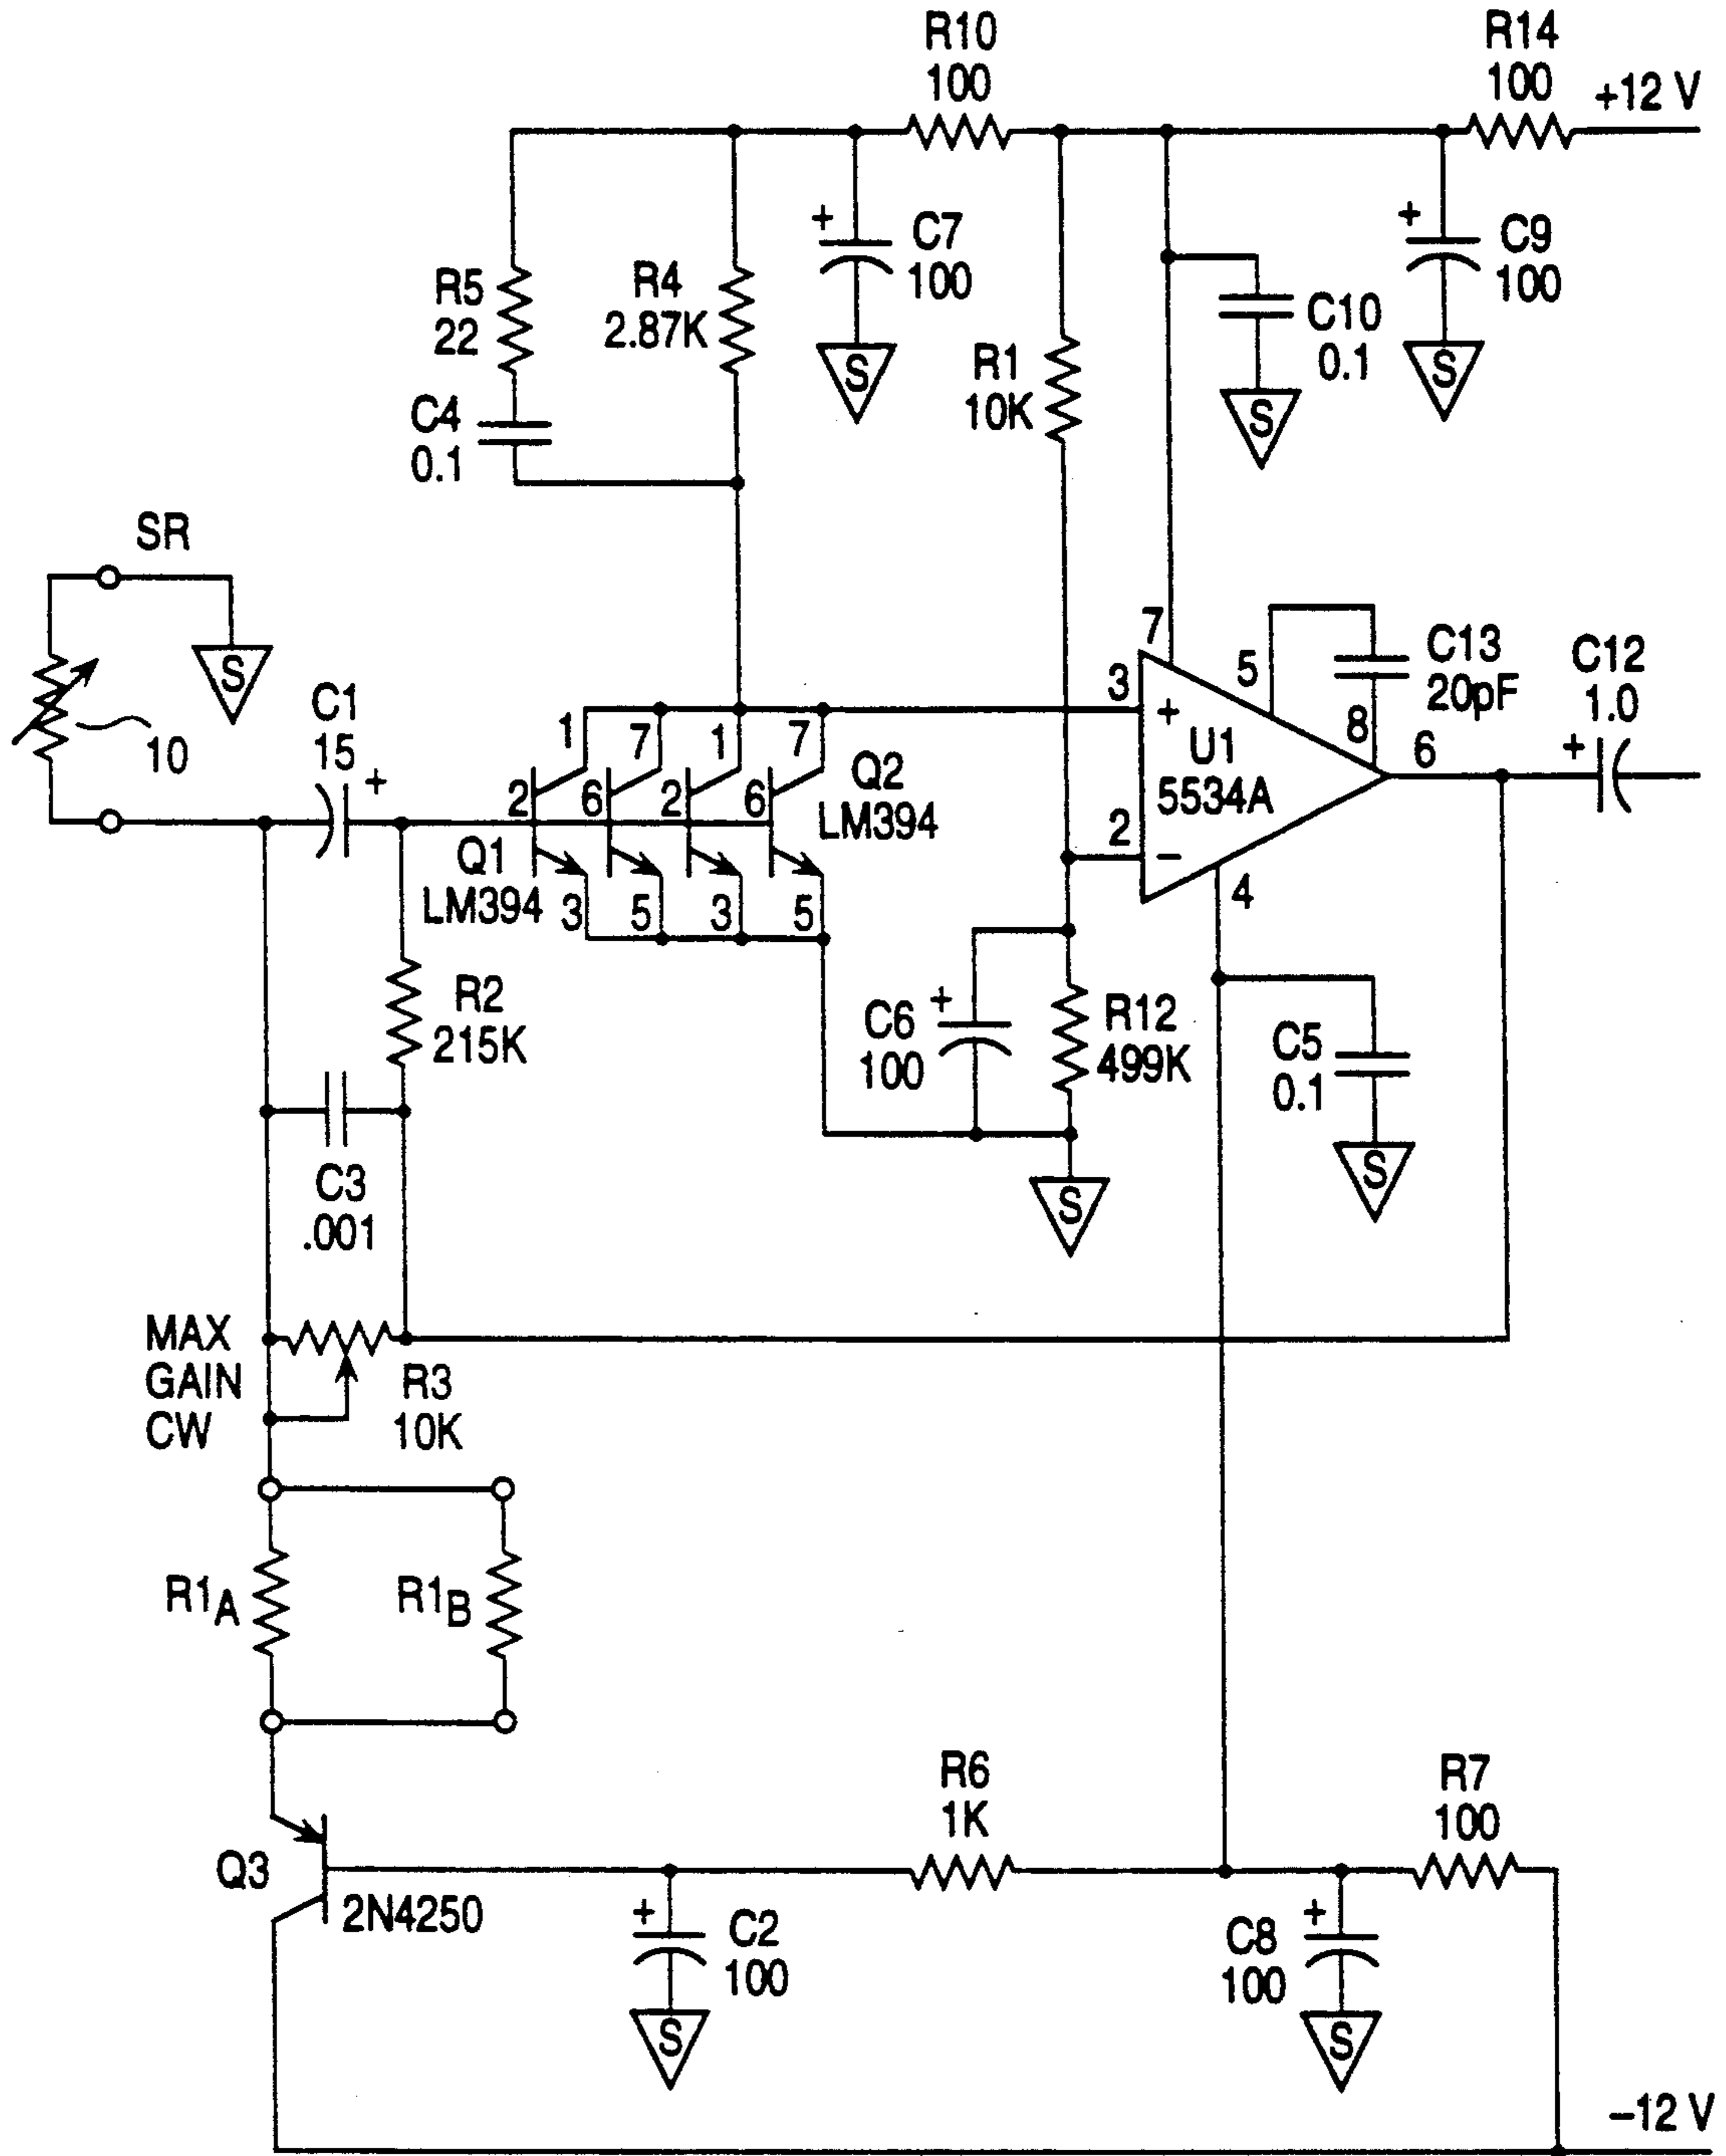 R10
100
R14
100
+12 V
+
C7
100
+
C9
100
R5
22
R4
2.87K
C10
0.1
S
S
R1
10K
C4
0.1
S
SR
S
10
C1
15
+
1
7
1
7
2
6
2
6
Q2
LM394
Q1
LM394
3
5
3
5
7
3
+
5
C13
20pF
C12
1.0
U1
5534A
8
6
+
2
–
4
R2
215K
C6
100
+
R12
499K
C5
0.1
C3
.001
S
S
MAX
GAIN
CW
R3
10K
R1A
R1B
R6
1K
R7
100
Q3
2N4250
+
C2
100
+
C8
100
S
S
–12 V